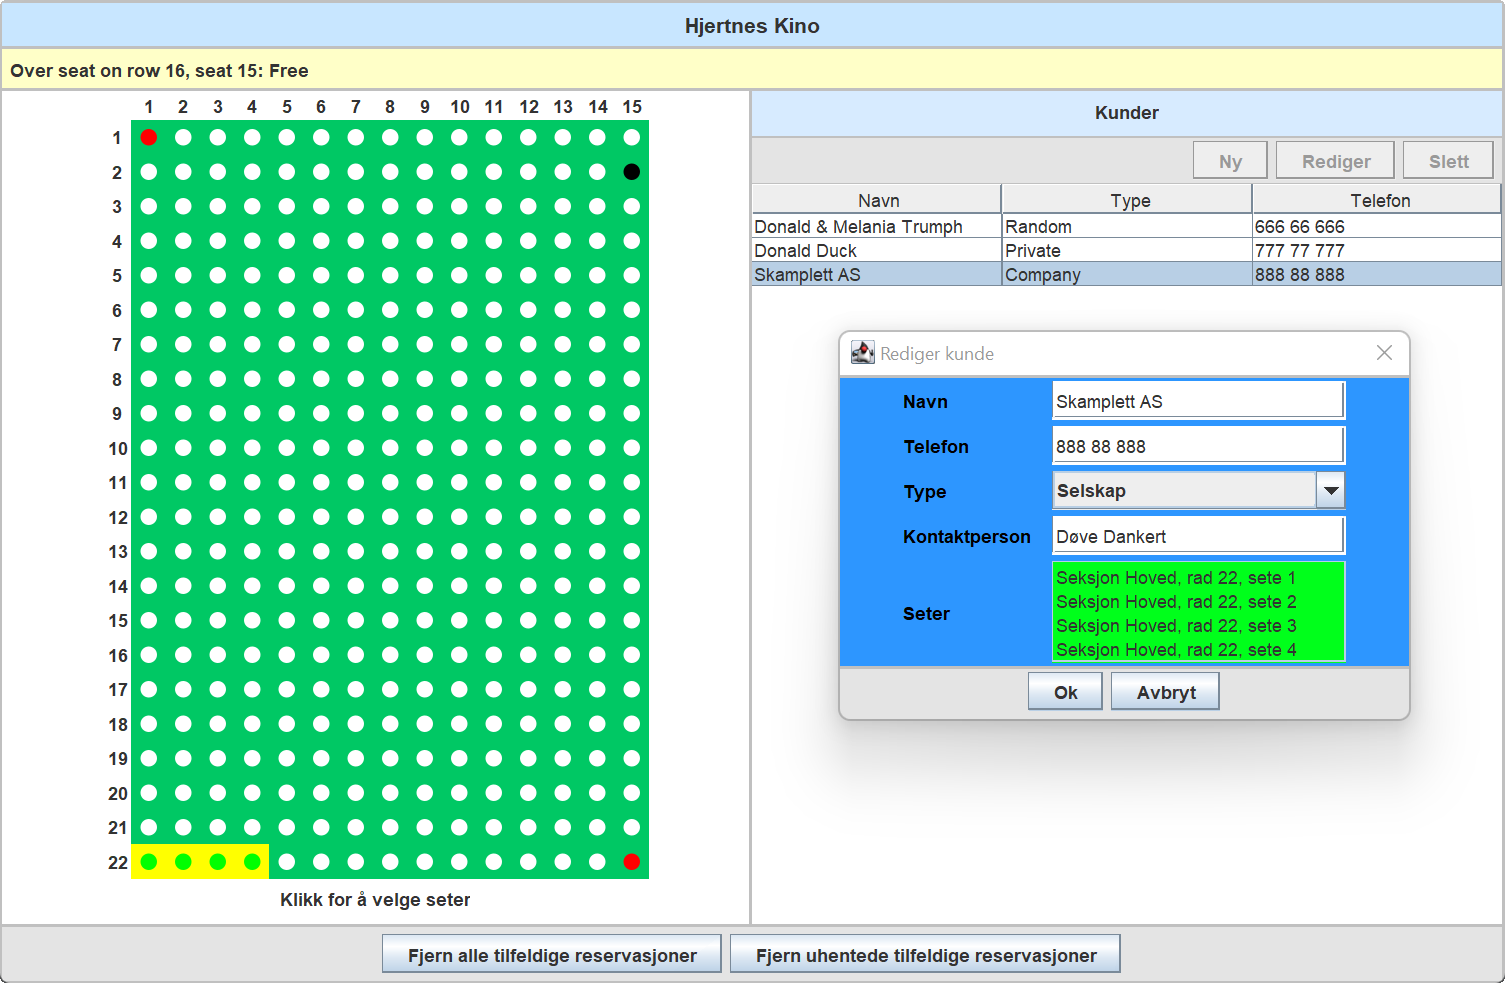 Hjertnes Kino
Over seat on row 16, seat 15: Free
1 2 3 4 5 6 7 8 9 10 11 12 13 14 15
1
2
3
4
5
6
7
8
9
10
11
12
13
14
15
16
17
18
19
20
21
22
Klikk for å velge seter
Kunder
Ny Rediger Slett
Navn Type Telefon
Donald & Melania Trumph Random 666 66 666
Donald Duck Private 777 77 777
Skamplett AS Company 888 88 888
Rediger kunde
Navn Skamplett AS
Telefon 888 88 888
Type Selskap
Kontaktperson Døve Dankert
Seter
Seksjon Hoved, rad 22, sete 1
Seksjon Hoved, rad 22, sete 2
Seksjon Hoved, rad 22, sete 3
Seksjon Hoved, rad 22, sete 4
Ok Avbryt
Fjern alle tilfeldige reservasjoner Fjern uhentede tilfeldige reservasjoner